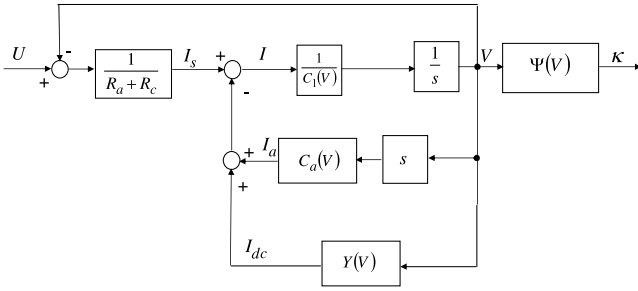 U
-
+
1
R_a + R_c
I_s
+
-
I
1
C_1(V)
1
s
V
Ψ(V)
κ
+
I_a
C_a(V)
s
+
I_dc
Y(V)